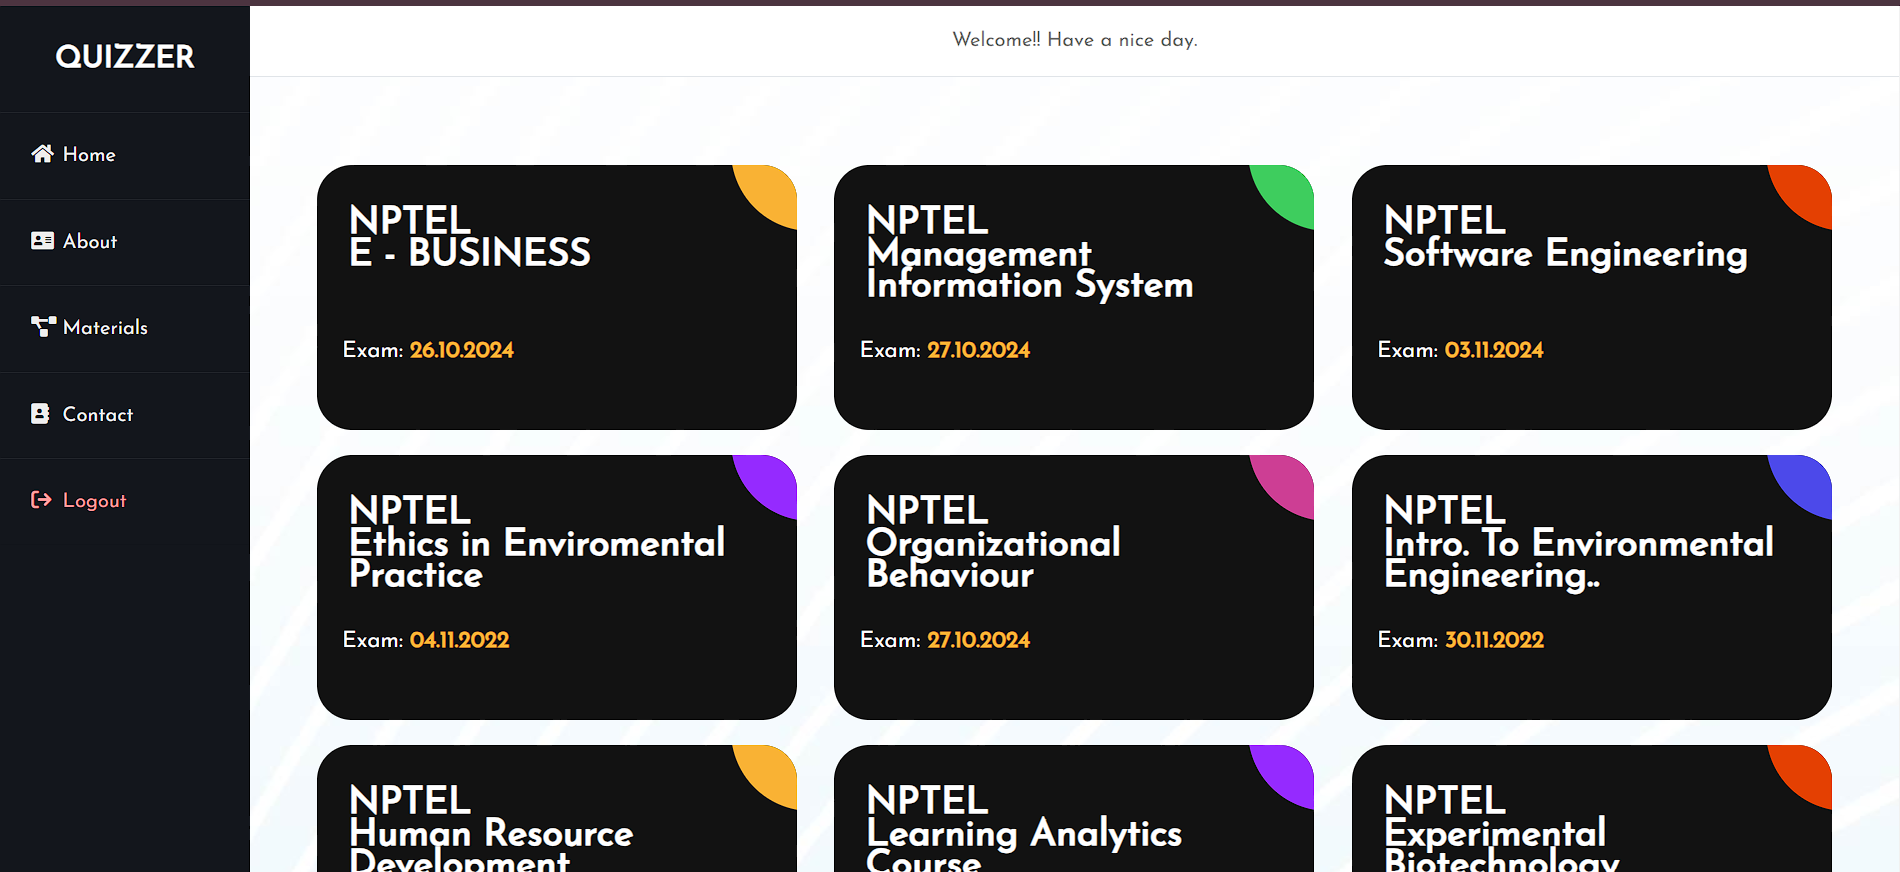 QUIZZER
Home
About
Materials
Contact
Logout
Welcome!! Have a nice day.
NPTEL
E - BUSINESS
Exam: 26.10.2024
NPTEL
Management
Information System
Exam: 27.10.2024
NPTEL
Software Engineering
Exam: 03.11.2024
NPTEL
Ethics in Enviromental
Practice
Exam: 04.11.2022
NPTEL
Organizational
Behaviour
Exam: 27.10.2024
NPTEL
Intro. To Environmental
Engineering..
Exam: 30.11.2022
NPTEL
Human Resource
Development
NPTEL
Learning Analytics
Course
NPTEL
Experimental
Biotechnology